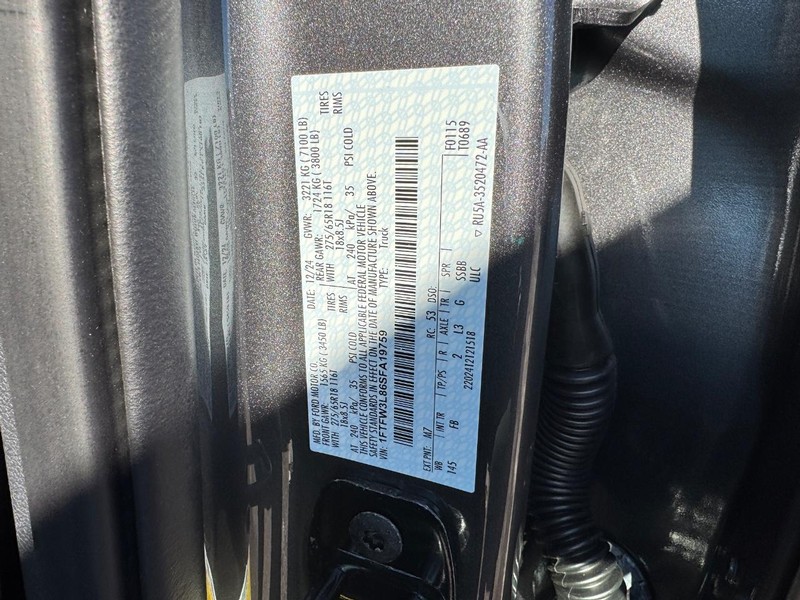 MFD. BY FORD MOTOR CO.
DATE: 12/24 GVWR: 3221 KG ( 7100 LB)
FRONT GAWR: 1565 KG (3450 LB) REAR GAWR: 1724 KG ( 3800 LB)
WITH 275/65R18 116T TIRES WITH 275/65R18 116T TIRES
18x8.5J RIMS 18x8.5J RIMS
AT 240 kPa/ 35 PSI COLD AT 240 kPa/ 35 PSI COLD
THIS VEHICLE CONFORMS TO ALL APPLICABLE FEDERAL MOTOR VEHICLE
SAFETY STANDARDS IN EFFECT ON THE DATE OF MANUFACTURE SHOWN ABOVE.
VIN: 1FTFW3L86SFA19759 TYPE: Truck
F0115
T0689
EXT PNT: M7 RC: 53 DSO:
WB INT TR TP/PS R AXLE TR SPR
145 FB 2 L3 G SSBB
2202412121518 ULC
▽ RU5A-3520472-AA